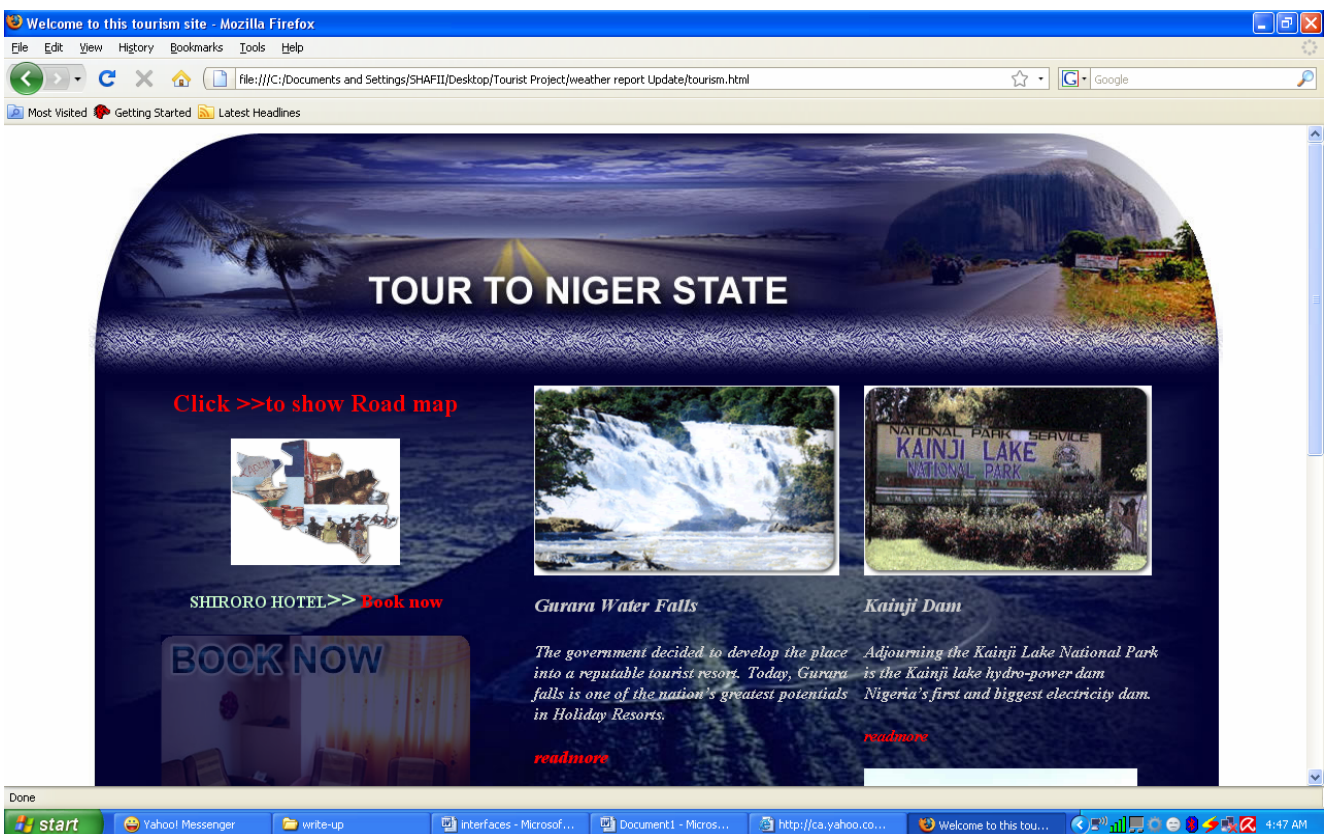 Welcome to this tourism site - Mozilla Firefox
File Edit View History Bookmarks Tools Help
file:///C:/Documents and Settings/SHAFII/Desktop/Tourist Project/weather report Update/tourism.html
G Google
Most Visited Getting Started Latest Headlines
TOUR TO NIGER STATE
Click >>to show Road map
SHIRORO HOTEL>> Book now
BOOK NOW
NATIONAL PARK SERVICE
KAINJI LAKE
NATIONAL PARK
Gurara Water Falls
The government decided to develop the place
into a reputable tourist resort. Today, Gurara
falls is one of the nation's greatest potentials
in Holiday Resorts.
readmore
Kainji Dam
Adjourning the Kainji Lake National Park
is the Kainji lake hydro-power dam
Nigeria's first and biggest electricity dam.
readmore
Done
start Yahoo! Messenger write-up interfaces - Microsof... Document1 - Micros... http://ca.yahoo.co... Welcome to this tou... 4:47 AM